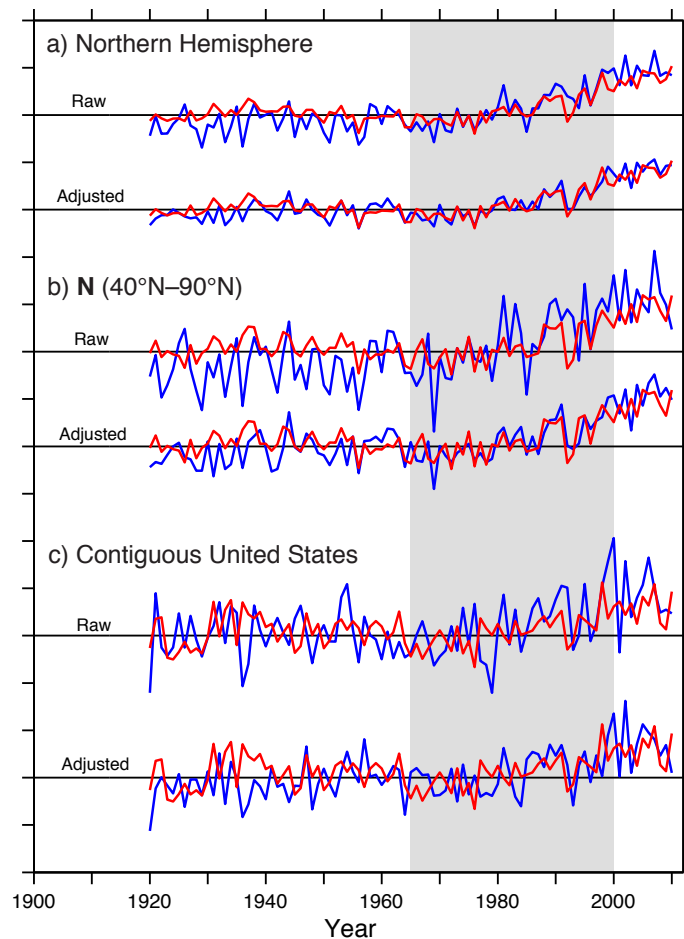 a) Northern Hemisphere
Raw
Adjusted
b) N (40°N–90°N)
Raw
Adjusted
c) Contiguous United States
Raw
Adjusted
1900 1920 1940 1960 1980 2000
Year